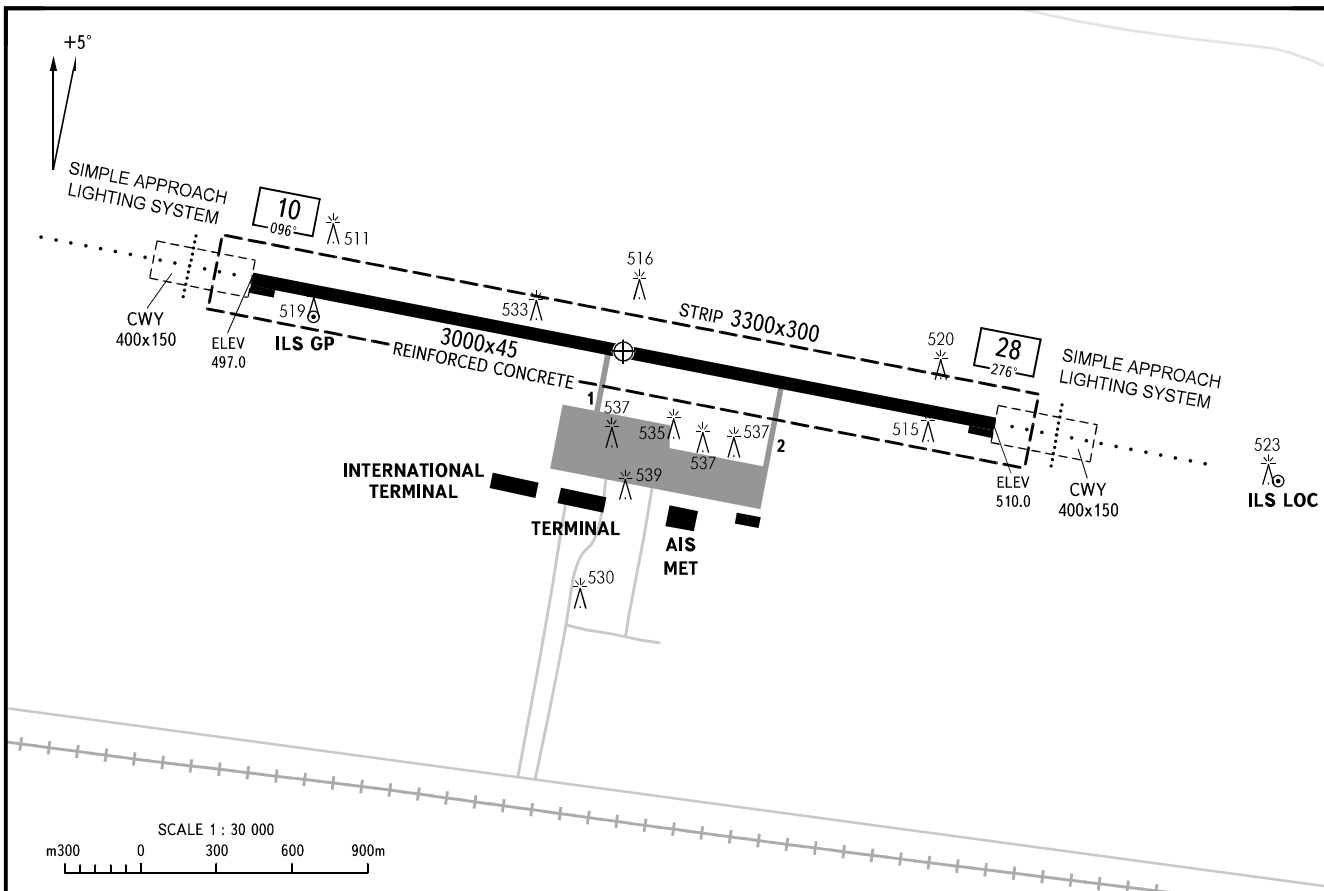 +5°
SIMPLE APPROACH
LIGHTING SYSTEM
10
096°
511
516
STRIP 3300x300
533
519
ILS GP
CWY
400x150
ELEV
497.0
3000x45
REINFORCED CONCRETE
520
28
276°
SIMPLE APPROACH
LIGHTING SYSTEM
1
537
535
537
537
2
515
523
ILS LOC
ELEV
510.0
CWY
400x150
INTERNATIONAL
TERMINAL
539
TERMINAL
AIS
MET
530
SCALE 1 : 30 000
m300 0 300 600 900m